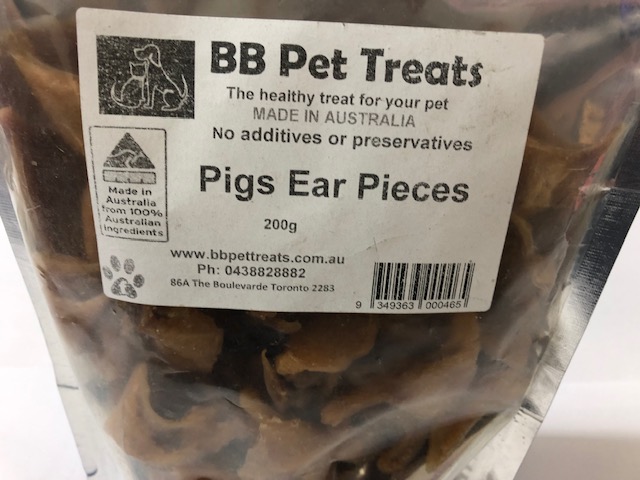 BB Pet Treats
The healthy treat for your pet
MADE IN AUSTRALIA
No additives or preservatives
Made in
Australia
from 100%
Australian
ingredients
Pigs Ear Pieces
200g
www.bbpettreats.com.au
Ph: 0438828882
86A The Boulevarde Toronto 2283
9 349363 000465